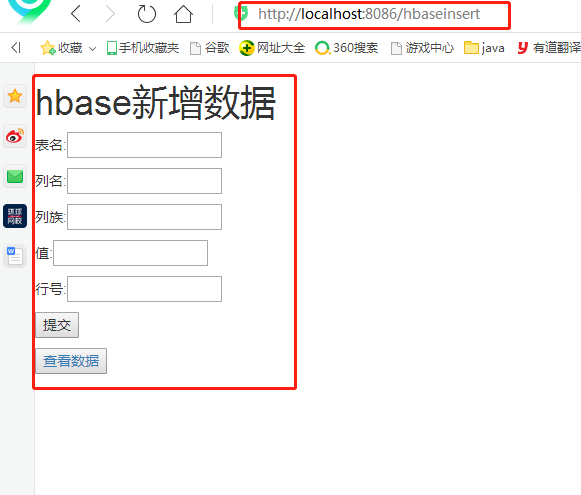 http://localhost:8086/hbaseinsert
收藏 手机收藏夹 谷歌 网址大全 360搜索 游戏中心 java 有道翻译
hbase新增数据
表名:
列名:
列族:
值:
行号:
提交
查看数据